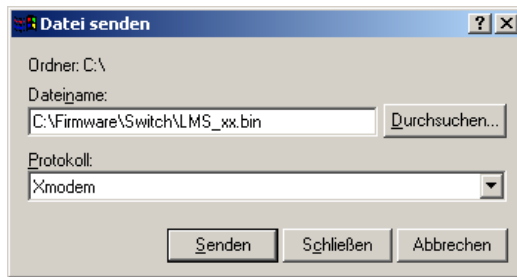 Datei senden
Ordner: C:\
Dateiname:
C:\Firmware\Switch\LMS_xx.bin
Durchsuchen...
Protokoll:
Xmodem
Senden
Schließen
Abbrechen